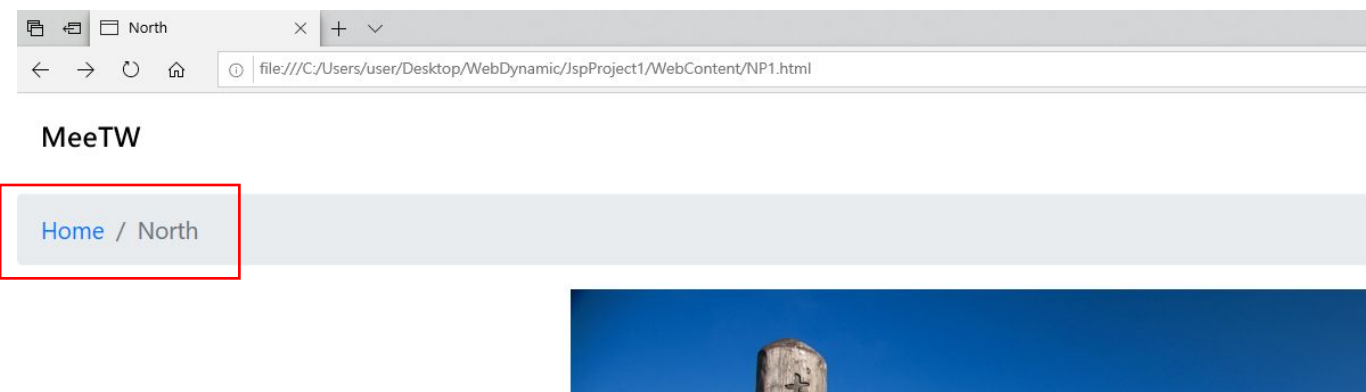 North
file:///C:/Users/user/Desktop/WebDynamic/JspProject1/WebContent/NP1.html
MeeTW
Home / North